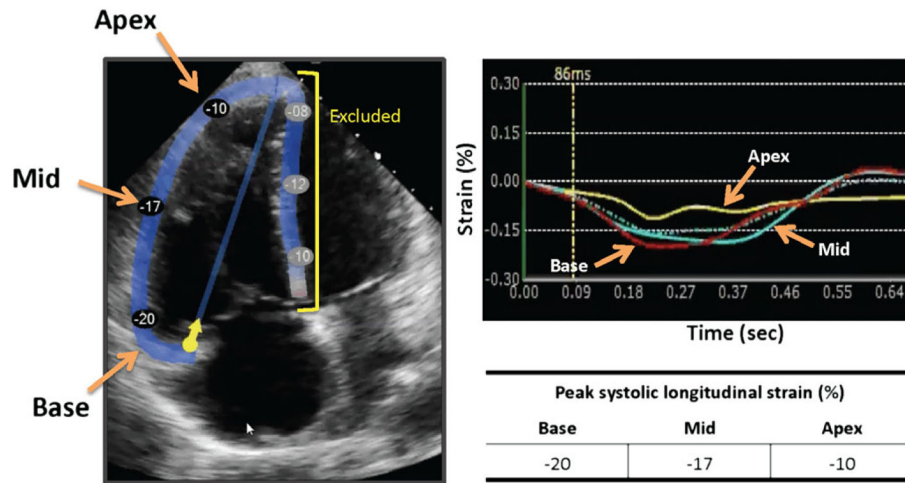 Apex
-10
-08
Excluded
Mid
-17
-12
-10
-20
Base
86ms
0.30
0.15
0.00
-0.15
-0.30
Strain (%)
Apex
Base
Mid
0.00 0.09 0.18 0.27 0.37 0.46 0.55 0.64
Time (sec)
Peak systolic longitudinal strain (%)
Base Mid Apex
-20 -17 -10